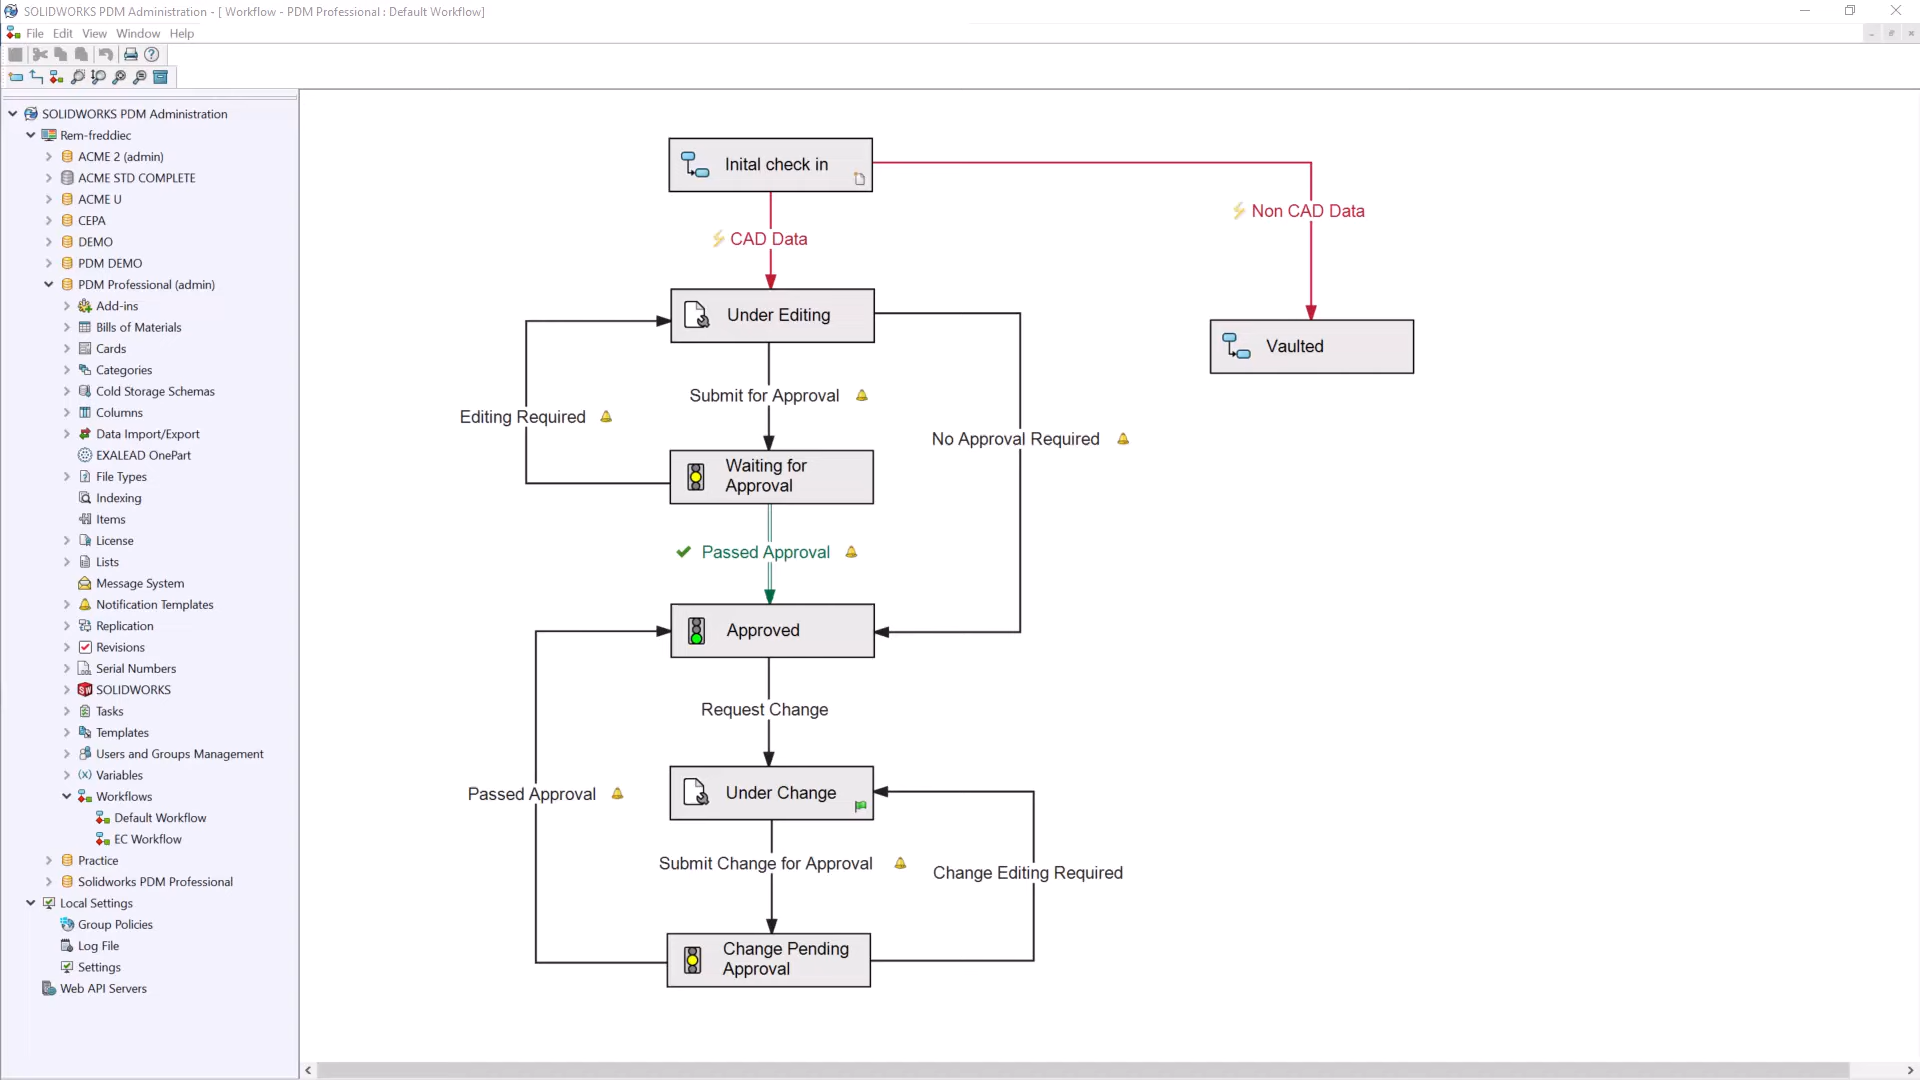 SOLIDWORKS PDM Administration - [ Workflow - PDM Professional : Default Workflow]
File Edit View Window Help
SOLIDWORKS PDM Administration
Rem-freddiec
ACME 2 (admin)
ACME STD COMPLETE
ACME U
CEPA
DEMO
PDM DEMO
PDM Professional (admin)
Add-ins
Bills of Materials
Cards
Categories
Cold Storage Schemas
Columns
Data Import/Export
EXALEAD OnePart
File Types
Indexing
Items
License
Lists
Message System
Notification Templates
Replication
Revisions
Serial Numbers
SOLIDWORKS
Tasks
Templates
Users and Groups Management
Variables
Workflows
Default Workflow
EC Workflow
Practice
Solidworks PDM Professional
Local Settings
Group Policies
Log File
Settings
Web API Servers
Inital check in
Non CAD Data
CAD Data
Under Editing
Vaulted
Submit for Approval
Editing Required
No Approval Required
Waiting for
Approval
Passed Approval
Approved
Request Change
Under Change
Passed Approval
Submit Change for Approval
Change Editing Required
Change Pending
Approval